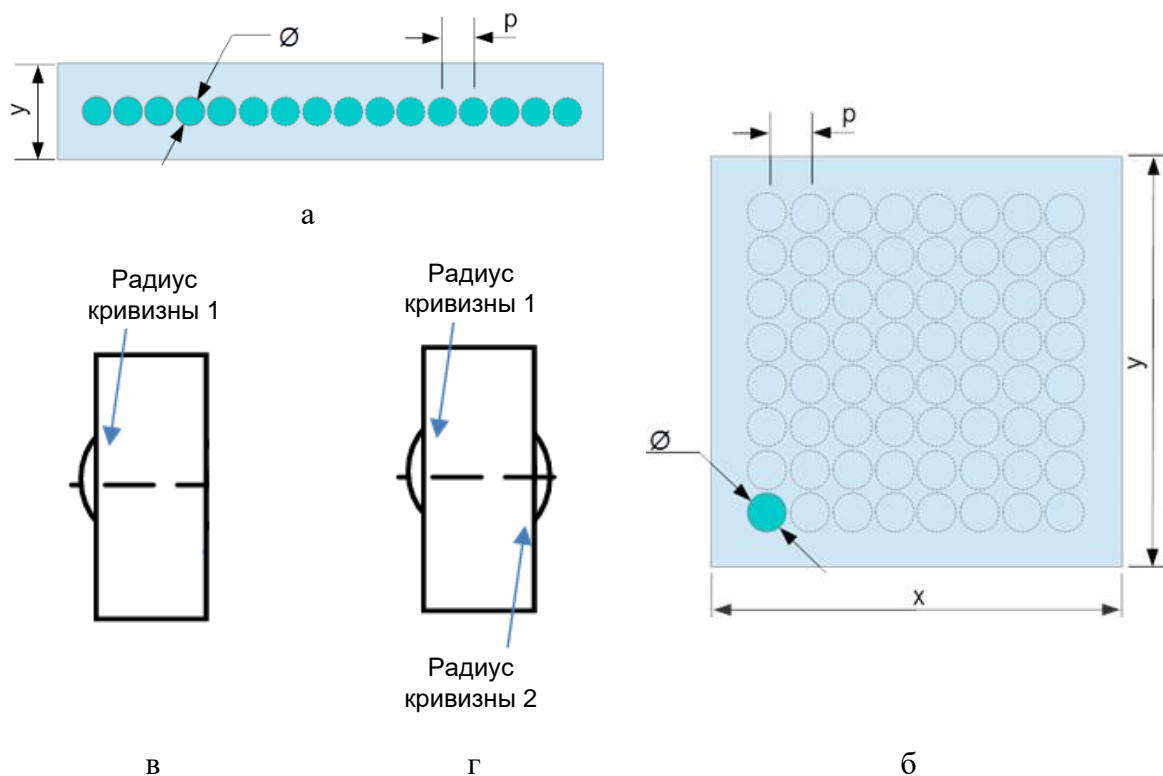 Ø
p
y
а
p
Радиус
кривизны 1
Радиус
кривизны 1
y
Ø
x
Радиус
кривизны 2
в
г
б